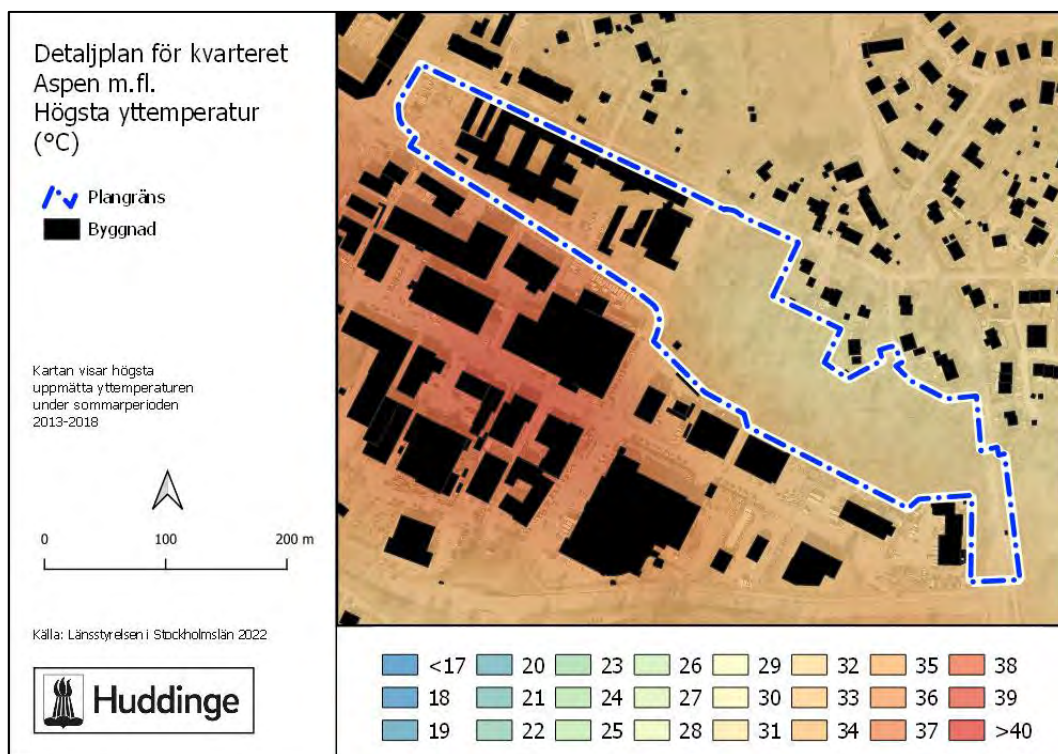 Detaljplan för kvarteret
Aspen m.fl.
Högsta yttemperatur
(°C)
Plangräns
Byggnad
Kartan visar högsta
uppmätta yttemperaturen
under sommarperioden
2013-2018
0 100 200 m
Källa: Länsstyrelsen i Stockholmslän 2022
Huddinge
<17 20 23 26 29 32 35 38
18 21 24 27 30 33 36 39
19 22 25 28 31 34 37 >40